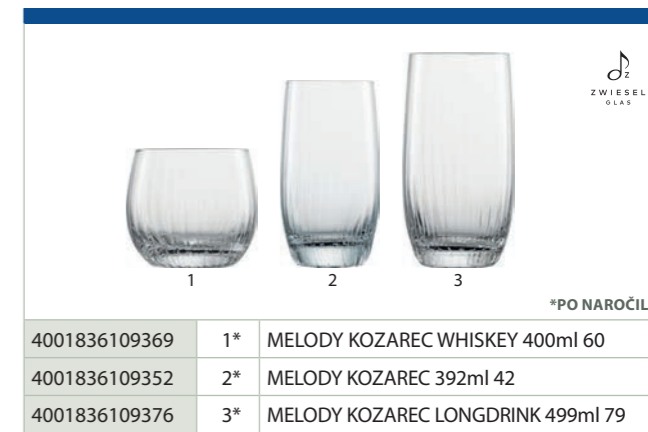 Z
ZWIESEL
GLAS
1 2 3
*PO NAROČIL
4001836109369 1* MELODY KOZAREC WHISKEY 400ml 60
4001836109352 2* MELODY KOZAREC 392ml 42
4001836109376 3* MELODY KOZAREC LONGDRINK 499ml 79